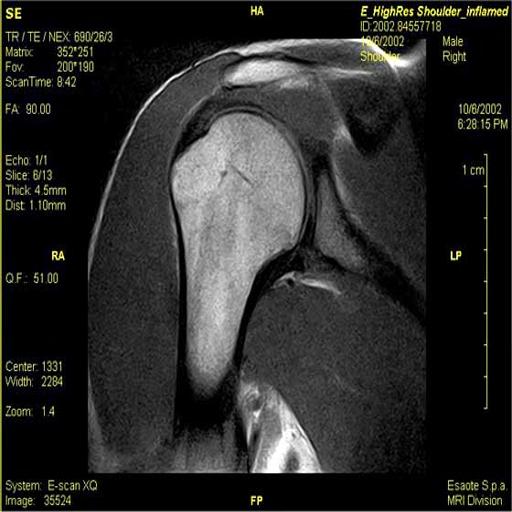 SE
HA
E_HighRes Shoulder_inflamed
ID:2002.84557718
10/6/2002 Male
Shoulder Right
TR / TE / NEX: 690/26/3
Matrix: 352*251
Fov: 200*190
ScanTime: 8:42
FA: 90.00
10/6/2002
6:28:15 PM
Echo: 1/1
Slice: 6/13
Thick: 4.5mm
Dist: 1.10mm
1 cm
RA
LP
Q.F.: 51.00
Center: 1331
Width: 2284
Zoom: 1.4
System: E-scan XQ
Image: 35524
FP
Esaote S.p.a.
MRI Division